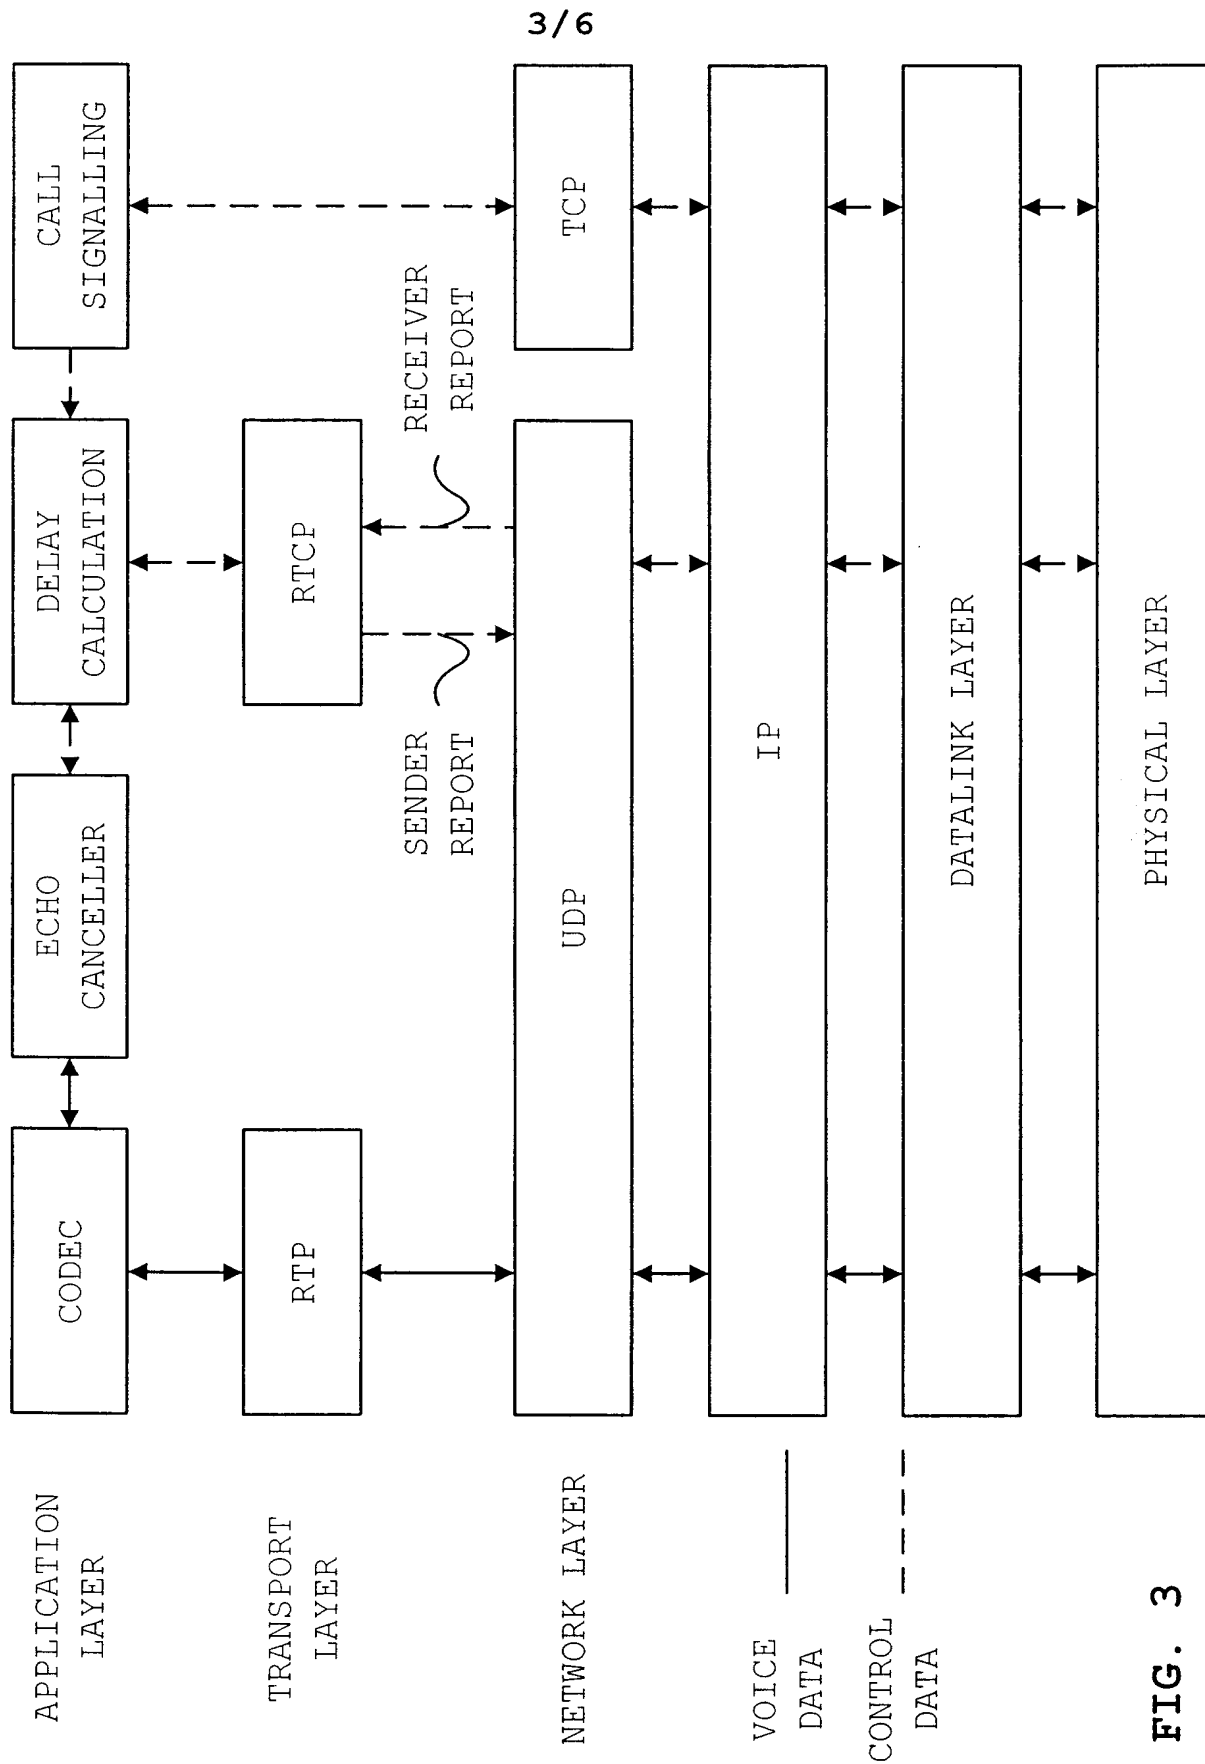 3/6
APPLICATION
LAYER
CODEC
ECHO
CANCELLER
DELAY
CALCULATION
CALL
SIGNALLING
TRANSPORT
LAYER
RTP
RTCP
SENDER
REPORT
RECEIVER
REPORT
NETWORK LAYER
UDP
TCP
IP
VOICE
DATA
CONTROL
DATA
DATALINK LAYER
PHYSICAL LAYER
FIG. 3